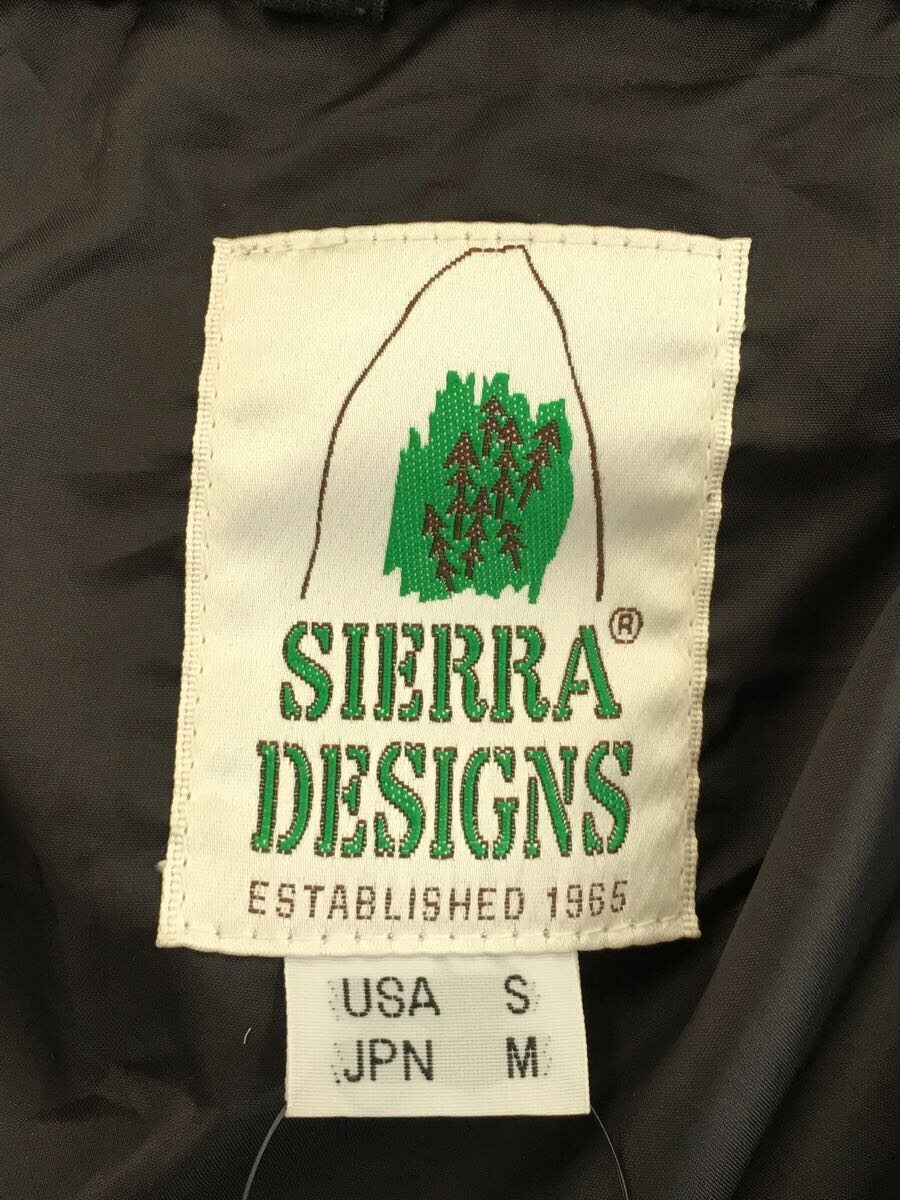 SIERRA®
DESIGNS
ESTABLISHED 1965
USA S
JPN M